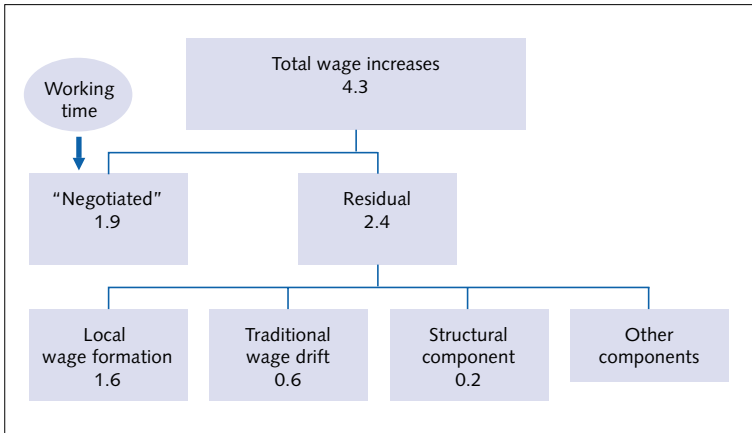 Total wage increases
4.3
Working
time
“Negotiated”
1.9
Residual
2.4
Local
wage formation
1.6
Traditional
wage drift
0.6
Structural
component
0.2
Other
components